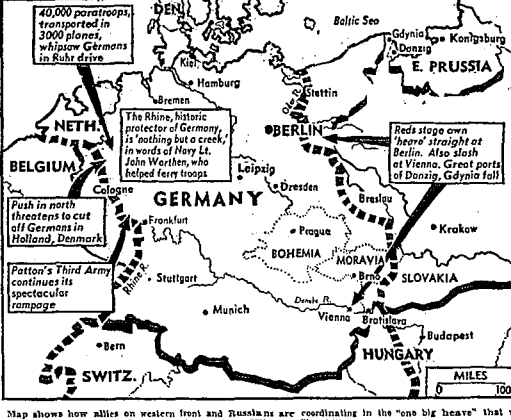 40,000 paratroops,
transported in
3000 planes,
whipsaw Germans
in Ruhr drive
DEN.
Baltic Sea
Gdynia
Danzig
Konigsburg
E. PRUSSIA
Kiel
Hamburg
Bremen
Stettin
Oder R.
NETH.
BELGIUM
The Rhine, historic
protector of Germany,
is 'nothing but a creek,'
in words of Navy Lt.
John Worthen, who
helped ferry troops
BERLIN
Reds stage own
'heave' straight at
Berlin. Also slash
at Vienna. Great ports
of Danzig, Gdynia fall
Cologne
Leipzig
Dresden
GERMANY
Breslau
Push in north
threatens to cut
off Germans in
Holland, Denmark
Frankfurt
Prague
BOHEMIA
MORAVIA
Brno
Krakow
SLOVAKIA
Patton's Third Army
continues its
spectacular
rampage
Rhine R.
Stuttgart
Munich
Danube R.
Vienna
Bratislava
Budapest
HUNGARY
Bern
SWITZ.
MILES
0 100
Map shows how allies on western front and Russians are coordinating in the "one big heave" that